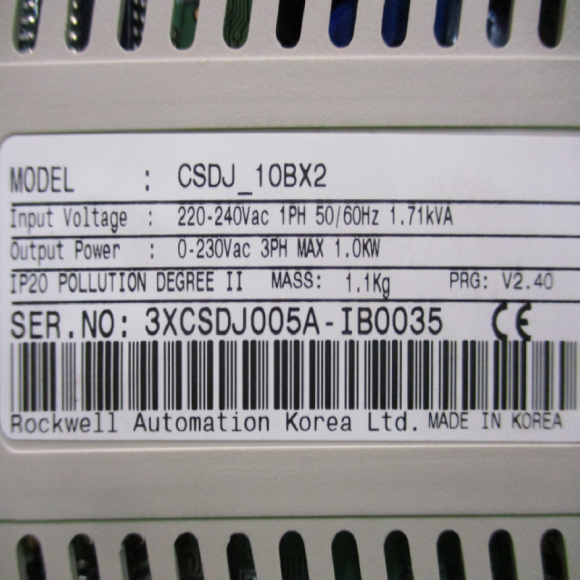 MODEL : CSDJ_10BX2
Input Voltage : 220-240Vac 1PH 50/60Hz 1.71kVA
Output Power : 0-230Vac 3PH MAX 1.0KW
IP20 POLLUTION DEGREE II MASS: 1.1Kg PRG: V2.40
SER.NO: 3XCSDJ005A-IB0035 CE
Rockwell Automation Korea Ltd. MADE IN KOREA